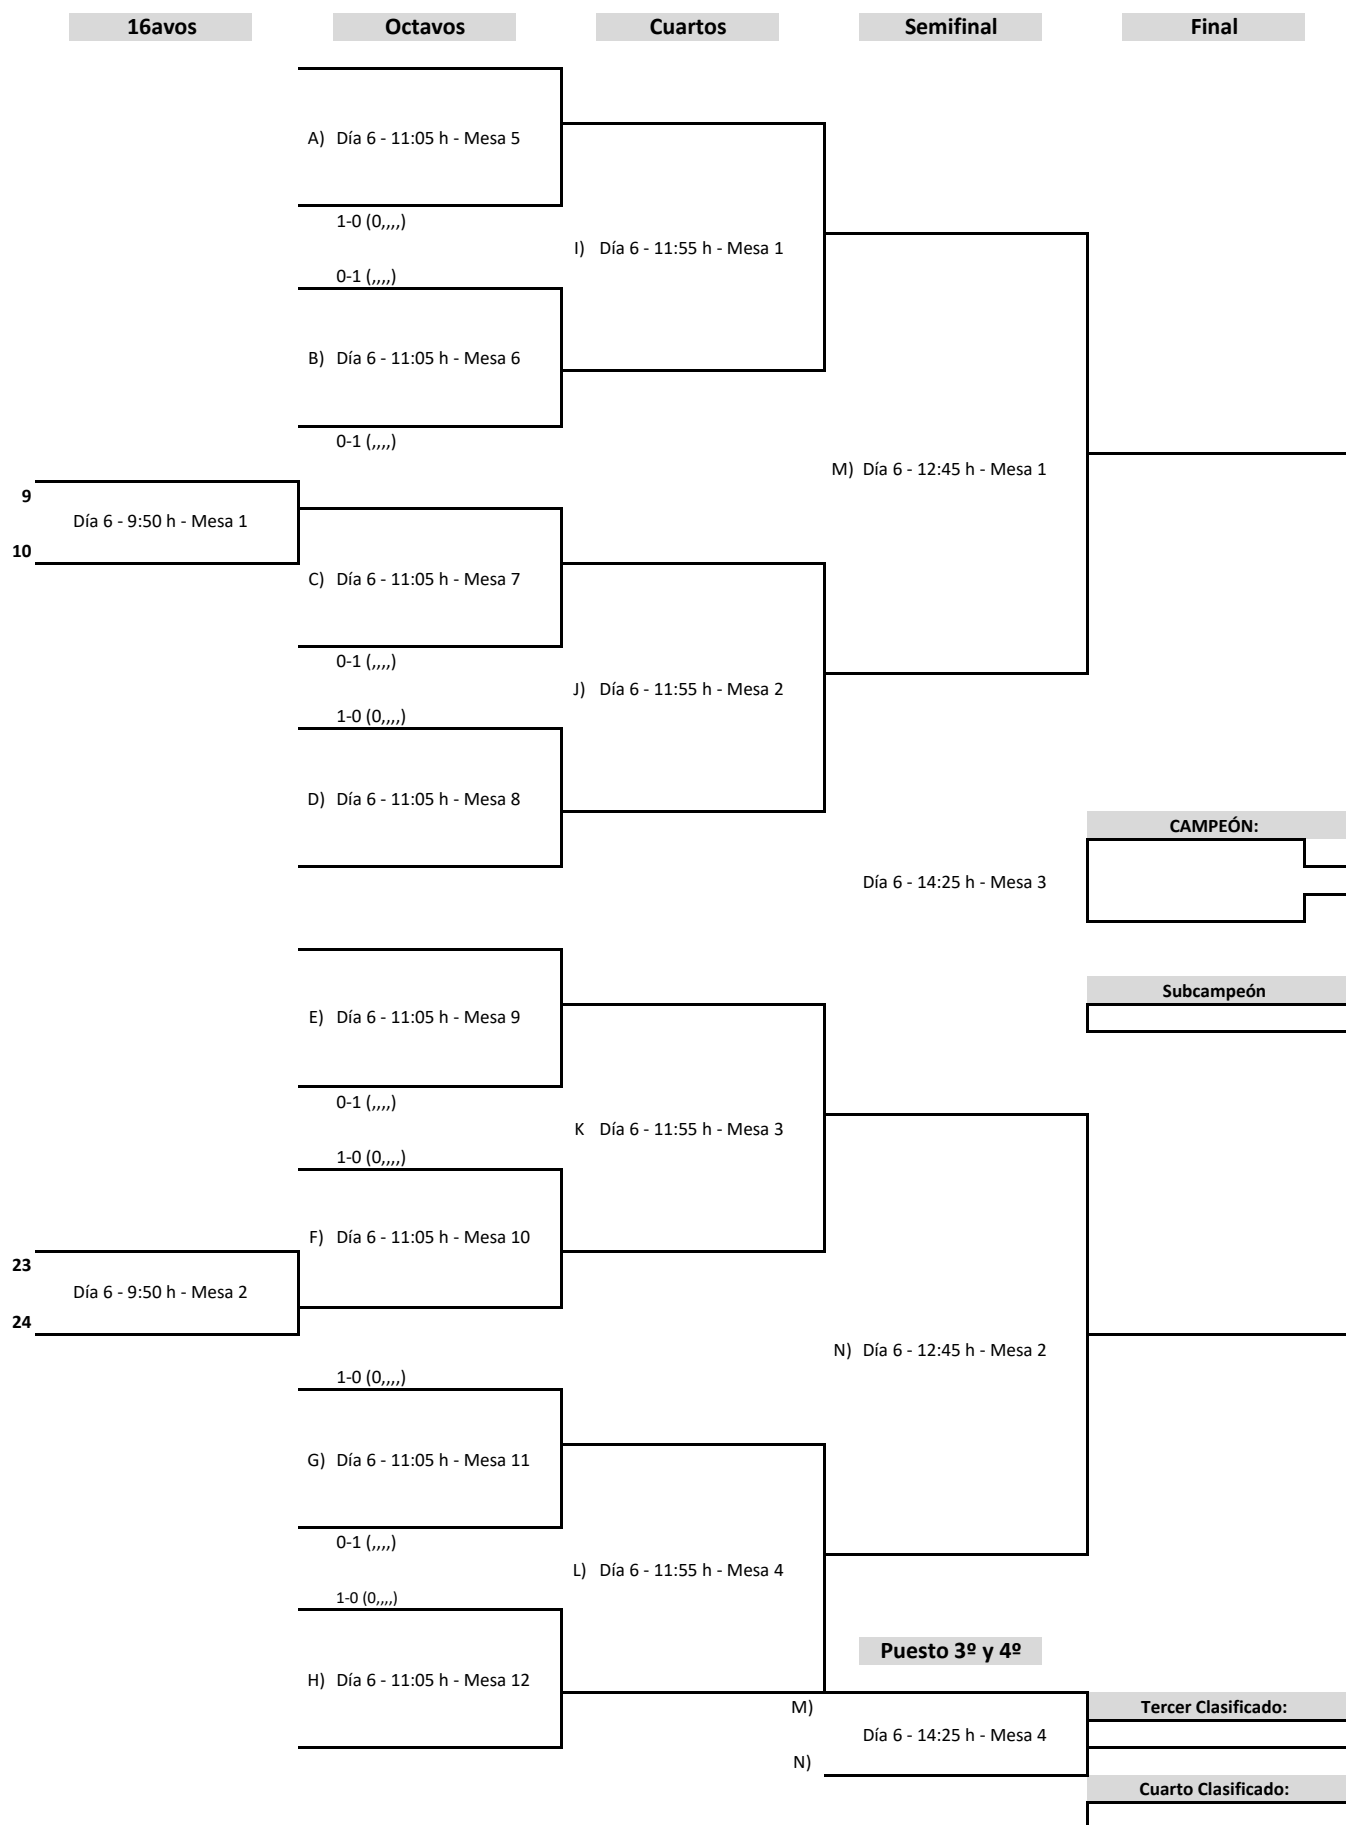 16avos Octavos Cuartos Semifinal Final
A) Día 6 - 11:05 h - Mesa 5
1-0 (0,,,,)
I) Día 6 - 11:55 h - Mesa 1
0-1 (,,,,)
B) Día 6 - 11:05 h - Mesa 6
0-1 (,,,,)
M) Día 6 - 12:45 h - Mesa 1
9
Día 6 - 9:50 h - Mesa 1
10
C) Día 6 - 11:05 h - Mesa 7
0-1 (,,,,)
J) Día 6 - 11:55 h - Mesa 2
1-0 (0,,,,)
D) Día 6 - 11:05 h - Mesa 8
CAMPEÓN:
Día 6 - 14:25 h - Mesa 3
Subcampeón
E) Día 6 - 11:05 h - Mesa 9
0-1 (,,,,)
K Día 6 - 11:55 h - Mesa 3
1-0 (0,,,,)
F) Día 6 - 11:05 h - Mesa 10
23
Día 6 - 9:50 h - Mesa 2
24
N) Día 6 - 12:45 h - Mesa 2
1-0 (0,,,,)
G) Día 6 - 11:05 h - Mesa 11
0-1 (,,,,)
L) Día 6 - 11:55 h - Mesa 4
1-0 (0,,,,)
Puesto 3º y 4º
H) Día 6 - 11:05 h - Mesa 12
M)
Tercer Clasificado:
Día 6 - 14:25 h - Mesa 4
N)
Cuarto Clasificado: